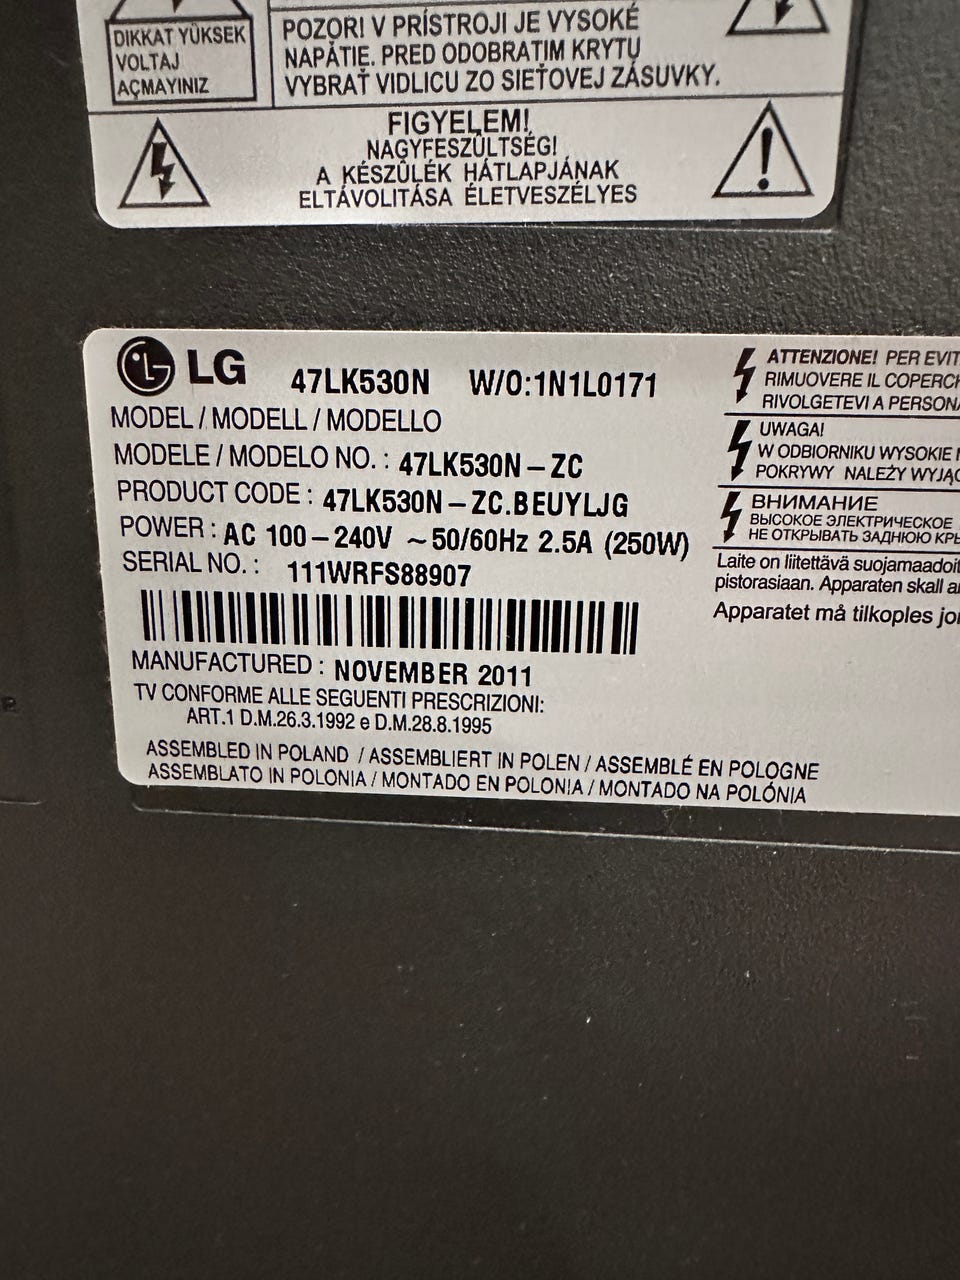 DIKKAT YÜKSEK
VOLTAJ
AÇMAYINIZ
POZOR! V PRÍSTROJI JE VYSOKÉ
NAPÄTIE. PRED ODOBRATIM KRYTU
VYBRAŤ VIDLICU ZO SIEŤOVEJ ZÁSUVKY.
FIGYELEM!
NAGYFESZÜLTSÉG!
A KÉSZÜLÉK HÁTLAPJÁNAK
ELTÁVOLITÁSA ÉLETVESZÉLYES
LG 47LK530N W/O:1N1L0171
MODEL / MODELL / MODELLO
MODELE / MODELO NO. : 47LK530N-ZC
PRODUCT CODE : 47LK530N-ZC.BEUYLJG
POWER : AC 100-240V ~50/60Hz 2.5A (250W)
SERIAL NO. : 111WRFS88907
MANUFACTURED : NOVEMBER 2011
TV CONFORME ALLE SEGUENTI PRESCRIZIONI:
ART.1 D.M.26.3.1992 e D.M.28.8.1995
ASSEMBLED IN POLAND / ASSEMBLIERT IN POLEN / ASSEMBLÉ EN POLOGNE
ASSEMBLATO IN POLONIA / MONTADO EN POLONIA / MONTADO NA POLÓNIA
ATTENZIONE! PER EVIT
RIMUOVERE IL COPERCH
RIVOLGETEVI A PERSONA
UWAGA!
W ODBIORNIKU WYSOKIE
POKRYWY NALEŻY WYJĄC
ВНИМАНИЕ
ВЫСОКОЕ ЭЛЕКТРИЧЕСКОЕ
НЕ ОТКРЫВАТЬ ЗАДНЮЮ КРЫ
Laite on liitettävä suojamaadoit
pistorasiaan. Apparaten skall an
Apparatet må tilkoples jor